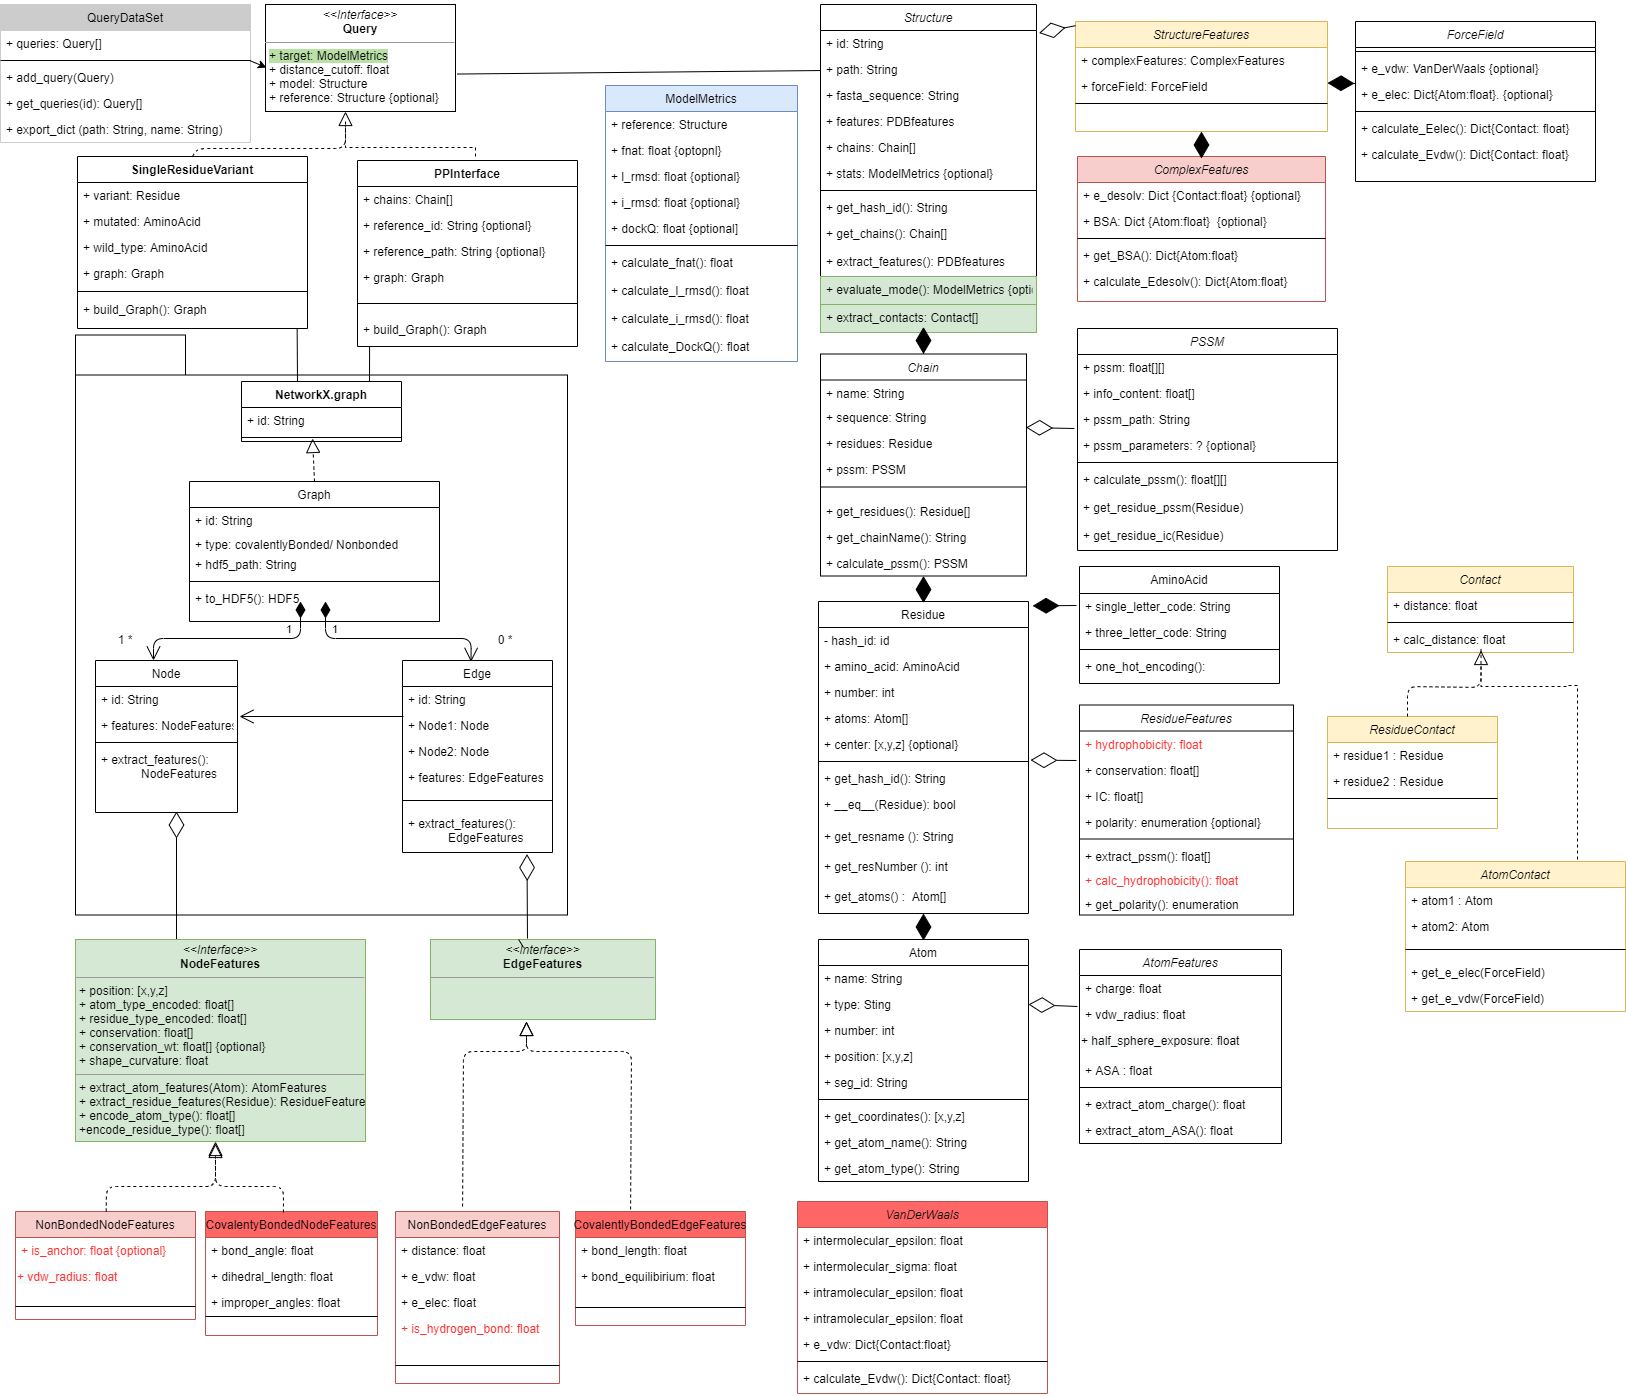 QueryDataSet
+ queries: Query[]
+ add_query(Query)
+ get_queries(id): Query[]
+ export_dict (path: String, name: String)
<<Interface>>
Query
+ target: ModelMetrics
+ distance_cutoff: float
+ model: Structure
+ reference: Structure {optional}
SingleResidueVariant
+ variant: Residue
+ mutated: AminoAcid
+ wild_type: AminoAcid
+ graph: Graph
+ build_Graph(): Graph
PPInterface
+ chains: Chain[]
+ reference_id: String {optional}
+ reference_path: String {optional}
+ graph: Graph
+ build_Graph(): Graph
ModelMetrics
+ reference: Structure
+ fnat: float {optopnl}
+ l_rmsd: float {optional}
+ i_rmsd: float {optional}
+ dockQ: float {optional]
+ calculate_fnat(): float
+ calculate_l_rmsd(): float
+ calculate_i_rmsd(): float
+ calculate_DockQ(): float
Structure
+ id: String
+ path: String
+ fasta_sequence: String
+ features: PDBfeatures
+ chains: Chain[]
+ stats: ModelMetrics {optional}
+ get_hash_id(): String
+ get_chains(): Chain[]
+ extract_features(): PDBfeatures
+ evaluate_mode(): ModelMetrics {opti
+ extract_contacts: Contact[]
StructureFeatures
+ complexFeatures: ComplexFeatures
+ forceField: ForceField
ForceField
+ e_vdw: VanDerWaals {optional}
+ e_elec: Dict{Atom:float}. {optional}
+ calculate_Eelec(): Dict{Contact: float}
+ calculate_Evdw(): Dict{Contact: float}
ComplexFeatures
+ e_desolv: Dict {Contact:float} {optional}
+ BSA: Dict {Atom:float}  {optional}
+ get_BSA(): Dict{Atom:float}
+ calculate_Edesolv(): Dict{Atom:float}
NetworkX.graph
+ id: String
Graph
+ id: String
+ type: covalentlyBonded/ Nonbonded
+ hdf5_path: String
+ to_HDF5(): HDF5
1
1
1 *
0 *
Node
+ id: String
+ features: NodeFeatures
+ extract_features():
NodeFeatures
Edge
+ id: String
+ Node1: Node
+ Node2: Node
+ features: EdgeFeatures
+ extract_features():
EdgeFeatures
Chain
+ name: String
+ sequence: String
+ residues: Residue
+ pssm: PSSM
+ get_residues(): Residue[]
+ get_chainName(): String
+ calculate_pssm(): PSSM
PSSM
+ pssm: float[][]
+ info_content: float[]
+ pssm_path: String
+ pssm_parameters: ? {optional}
+ calculate_pssm(): float[][]
+ get_residue_pssm(Residue)
+ get_residue_ic(Residue)
Residue
- hash_id: id
+ amino_acid: AminoAcid
+ number: int
+ atoms: Atom[]
+ center: [x,y,z] {optional}
+ get_hash_id(): String
+ __eq__(Residue): bool
+ get_resname (): String
+ get_resNumber (): int
+ get_atoms() :  Atom[]
AminoAcid
+ single_letter_code: String
+ three_letter_code: String
+ one_hot_encoding():
ResidueFeatures
+ hydrophobicity: float
+ conservation: float[]
+ IC: float[]
+ polarity: enumeration {optional}
+ extract_pssm(): float[]
+ calc_hydrophobicity(): float
+ get_polarity(): enumeration
Contact
+ distance: float
+ calc_distance: float
ResidueContact
+ residue1 : Residue
+ residue2 : Residue
AtomContact
+ atom1 : Atom
+ atom2: Atom
+ get_e_elec(ForceField)
+ get_e_vdw(ForceField)
Atom
+ name: String
+ type: Sting
+ number: int
+ position: [x,y,z]
+ seg_id: String
+ get_coordinates(): [x,y,z]
+ get_atom_name(): String
+ get_atom_type(): String
AtomFeatures
+ charge: float
+ vdw_radius: float
+ half_sphere_exposure: float
+ ASA : float
+ extract_atom_charge(): float
+ extract_atom_ASA(): float
<<Interface>>
NodeFeatures
+ position: [x,y,z]
+ atom_type_encoded: float[]
+ residue_type_encoded: float[]
+ conservation: float[]
+ conservation_wt: float[] {optional}
+ shape_curvature: float
+ extract_atom_features(Atom): AtomFeatures
+ extract_residue_features(Residue): ResidueFeature
+ encode_atom_type(): float[]
+encode_residue_type(): float[]
<<Interface>>
EdgeFeatures
NonBondedNodeFeatures
+ is_anchor: float {optional}
+ vdw_radius: float
CovalentyBondedNodeFeatures
+ bond_angle: float
+ dihedral_length: float
+ improper_angles: float
NonBondedEdgeFeatures
+ distance: float
+ e_vdw: float
+ e_elec: float
+ is_hydrogen_bond: float
CovalentlyBondedEdgeFeatures
+ bond_length: float
+ bond_equilibirium: float
VanDerWaals
+ intermolecular_epsilon: float
+ intermolecular_sigma: float
+ intramolecular_epsilon: float
+ intramolecular_epsilon: float
+ e_vdw: Dict{Contact:float}
+ calculate_Evdw(): Dict{Contact: float}